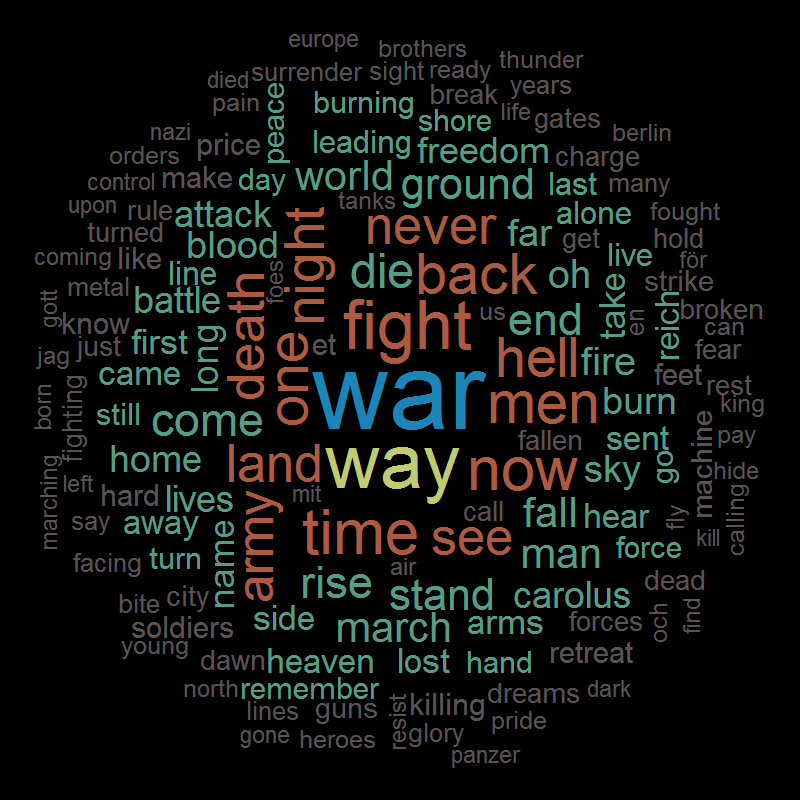 europe
brothers
thunder
died
surrender
sight
ready
years
pain
peace
burning
break
life
gates
nazi
price
leading
shore
berlin
orders
freedom
charge
control
make
day
world
ground
last
many
upon
rule
attack
night
tanks
never
far
alone
fought
turned
blood
get
hold
coming
like
line
foes
die
back
oh
live
för
metal
battle
death
take
strike
gott
know
long
one
fight
us
end
en
reich
broken
can
jag
just
first
et
hell
fire
fear
came
war
feet
rest
born
fighting
still
come
men
burn
king
way
fallen
sent
pay
home
land
now
sky
go
machine
hide
marching
left
hard
lives
mit
call
fall
hear
fly
calling
say
away
name
army
time
see
man
force
kill
facing
turn
air
rise
stand
carolus
dead
bite
city
side
march
arms
forces
och
find
soldiers
young
dawn
heaven
lost
hand
retreat
north
remember
killing
dreams
dark
lines
guns
resist
glory
pride
gone
heroes
panzer